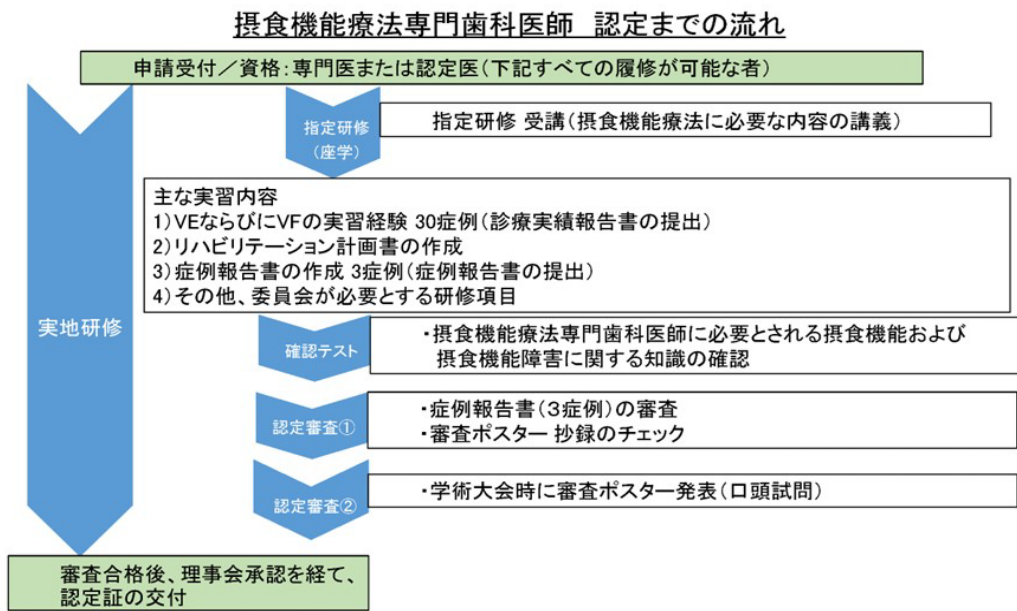 摂食機能療法専門歯科医師 認定までの流れ
申請受付／資格：専門医または認定医（下記すべての履修が可能な者）
指定研修
（座学）
指定研修 受講（摂食機能療法に必要な内容の講義）
主な実習内容
1）VEならびにVFの実習経験 30症例（診療実績報告書の提出）
2）リハビリテーション計画書の作成
3）症例報告書の作成 3症例（症例報告書の提出）
4）その他、委員会が必要とする研修項目
実地研修
確認テスト
・摂食機能療法専門歯科医師に必要とされる摂食機能および
摂食機能障害に関する知識の確認
認定審査①
・症例報告書（３症例）の審査
・審査ポスター 抄録のチェック
認定審査②
・学術大会時に審査ポスター発表（口頭試問）
審査合格後、理事会承認を経て、
認定証の交付